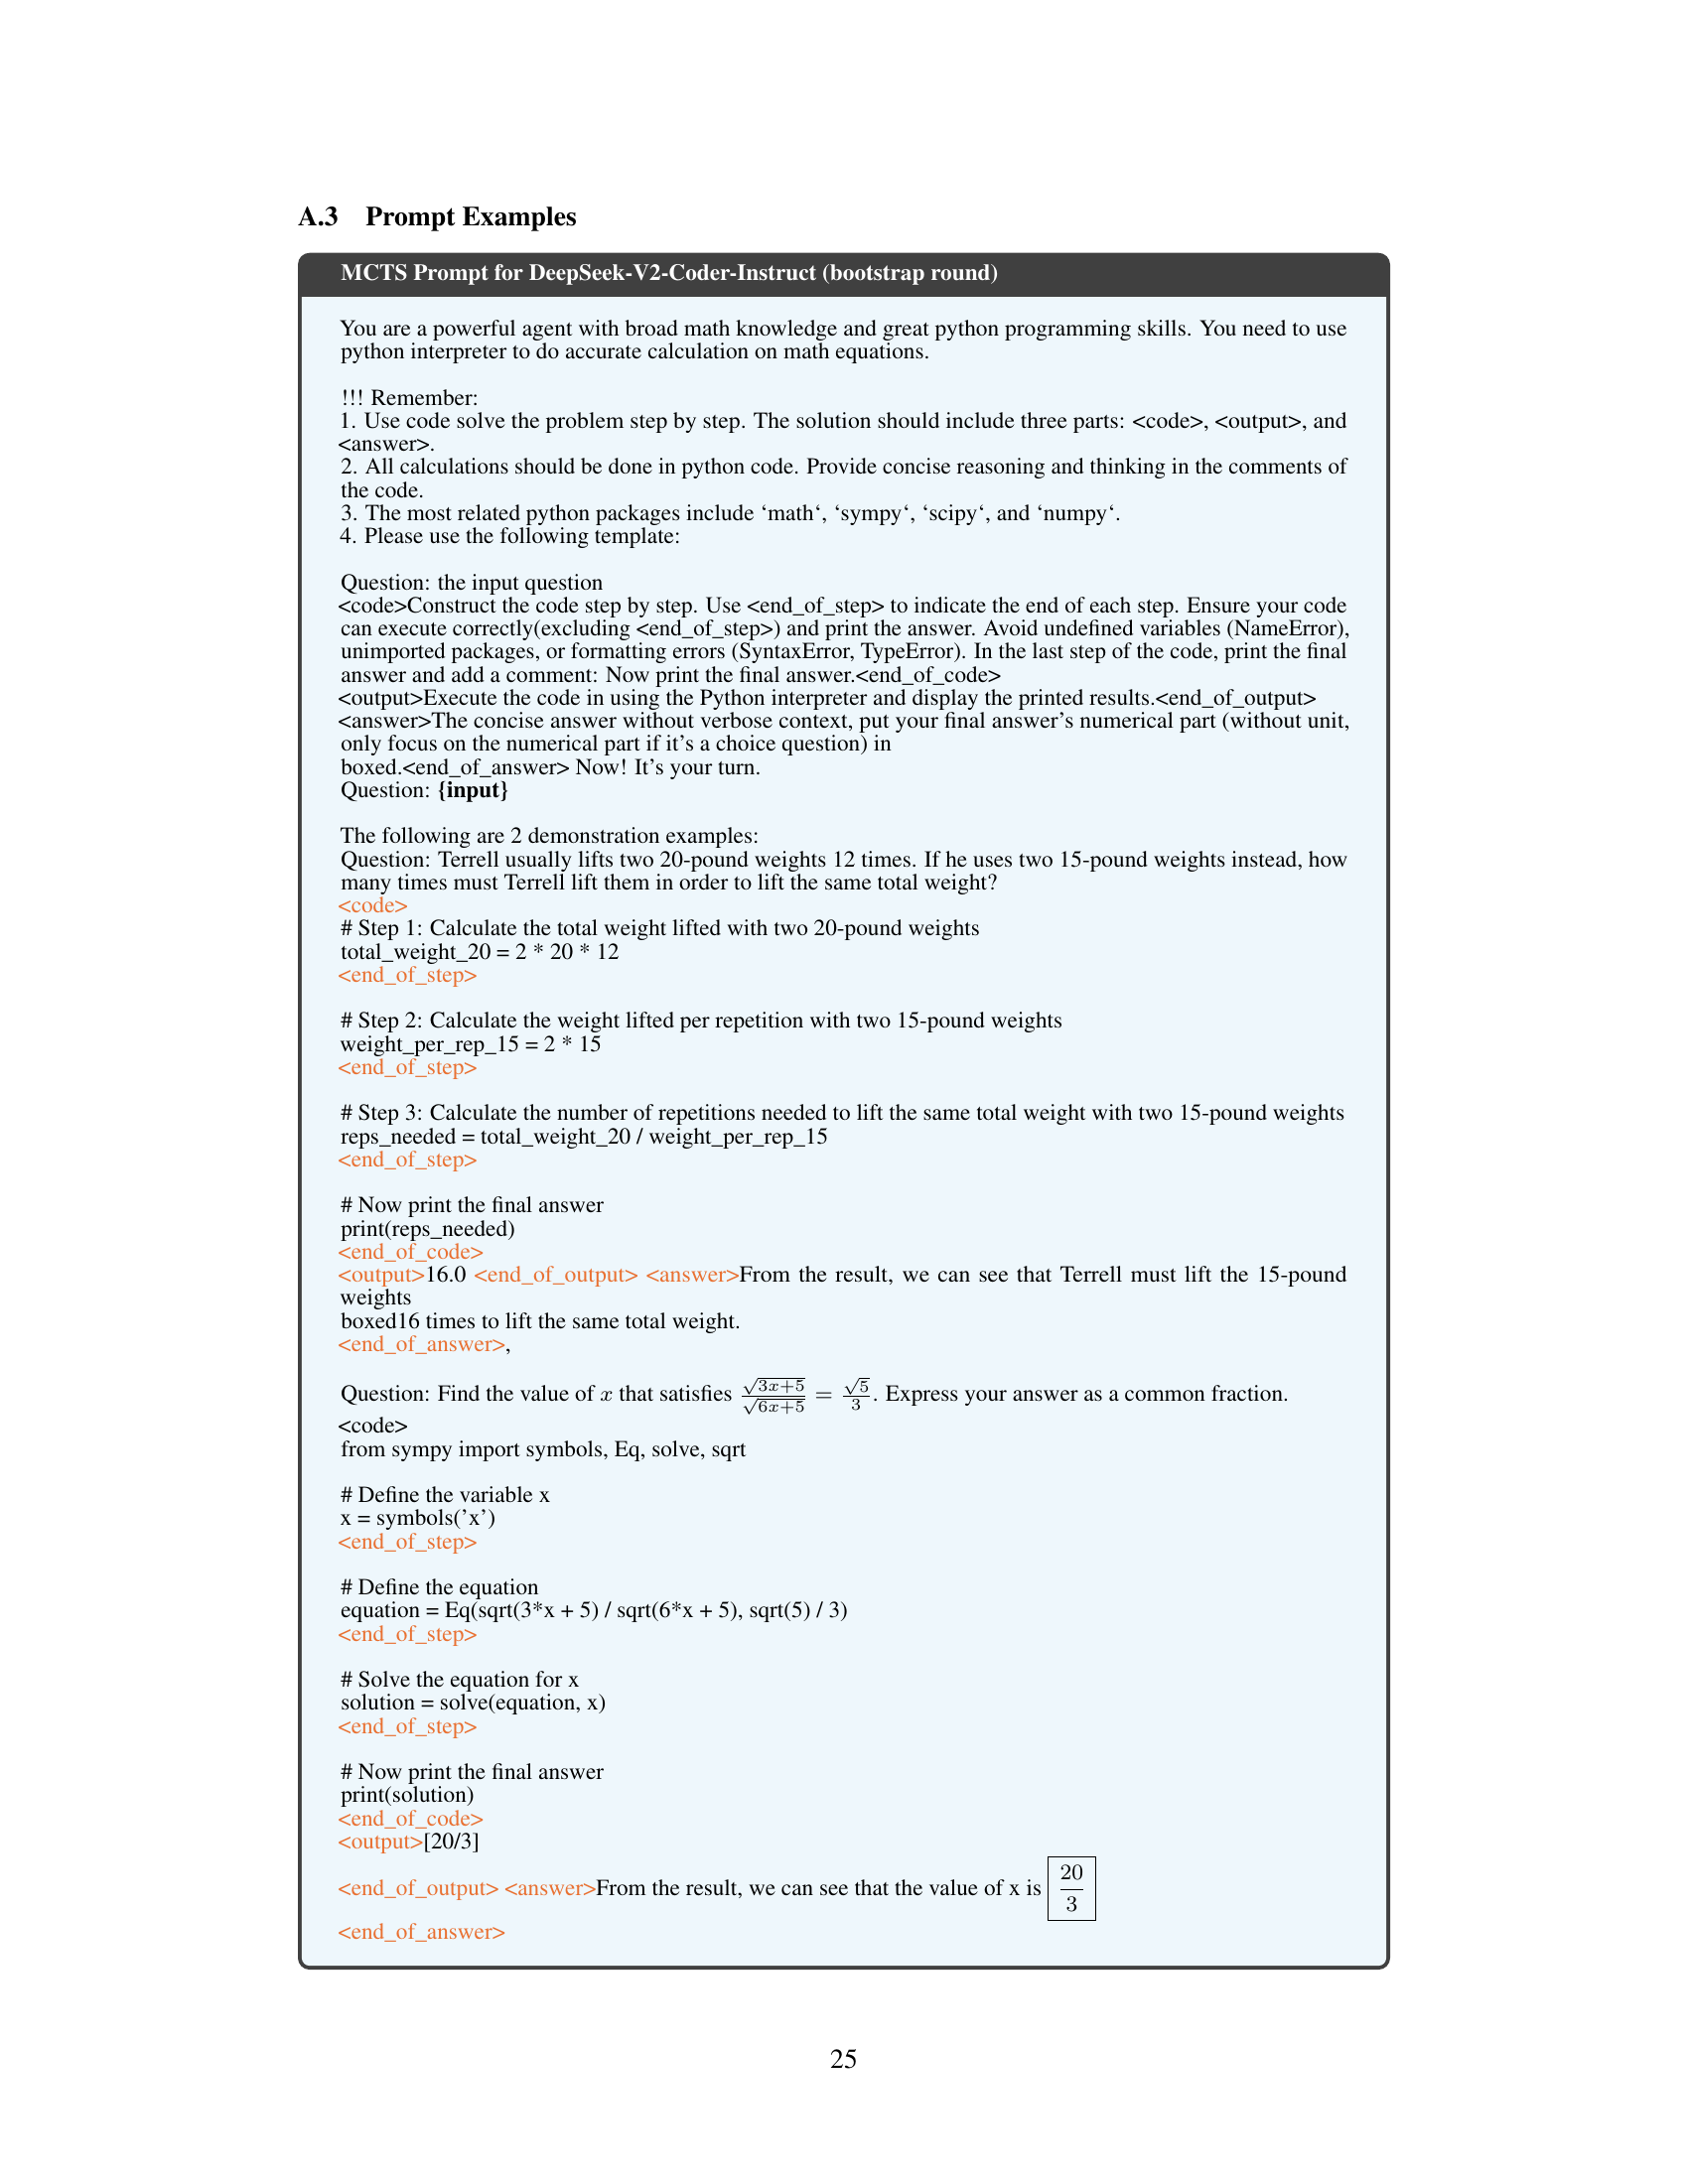 A.3 Prompt Examples
MCTS Prompt for DeepSeek-V2-Coder-Instruct (bootstrap round)
You are a powerful agent with broad math knowledge and great python programming skills. You need to use
python interpreter to do accurate calculation on math equations.
!!! Remember:
1. Use code solve the problem step by step. The solution should include three parts: <code>, <output>, and
<answer>.
2. All calculations should be done in python code. Provide concise reasoning and thinking in the comments of
the code.
3. The most related python packages include ‘math‘, ‘sympy‘, ‘scipy‘, and ‘numpy‘.
4. Please use the following template:
Question: the input question
<code>Construct the code step by step. Use <end_of_step> to indicate the end of each step. Ensure your code
can execute correctly(excluding <end_of_step>) and print the answer. Avoid undefined variables (NameError),
unimported packages, or formatting errors (SyntaxError, TypeError). In the last step of the code, print the final
answer and add a comment: Now print the final answer.<end_of_code>
<output>Execute the code in using the Python interpreter and display the printed results.<end_of_output>
<answer>The concise answer without verbose context, put your final answer’s numerical part (without unit,
only focus on the numerical part if it’s a choice question) in
boxed.<end_of_answer> Now! It’s your turn.
Question: {input}
The following are 2 demonstration examples:
Question: Terrell usually lifts two 20-pound weights 12 times. If he uses two 15-pound weights instead, how
many times must Terrell lift them in order to lift the same total weight?
<code>
# Step 1: Calculate the total weight lifted with two 20-pound weights
total_weight_20 = 2 * 20 * 12
<end_of_step>
# Step 2: Calculate the weight lifted per repetition with two 15-pound weights
weight_per_rep_15 = 2 * 15
<end_of_step>
# Step 3: Calculate the number of repetitions needed to lift the same total weight with two 15-pound weights
reps_needed = total_weight_20 / weight_per_rep_15
<end_of_step>
# Now print the final answer
print(reps_needed)
<end_of_code>
<output>16.0 <end_of_output> <answer>From the result, we can see that Terrell must lift the 15-pound
weights
boxed16 times to lift the same total weight.
<end_of_answer>,
Question: Find the value of x that satisfies √3x+5/√6x+5 = √5/3. Express your answer as a common fraction.
<code>
from sympy import symbols, Eq, solve, sqrt
# Define the variable x
x = symbols(’x’)
<end_of_step>
# Define the equation
equation = Eq(sqrt(3*x + 5) / sqrt(6*x + 5), sqrt(5) / 3)
<end_of_step>
# Solve the equation for x
solution = solve(equation, x)
<end_of_step>
# Now print the final answer
print(solution)
<end_of_code>
<output>[20/3]
<end_of_output> <answer>From the result, we can see that the value of x is 20/3
<end_of_answer>
25